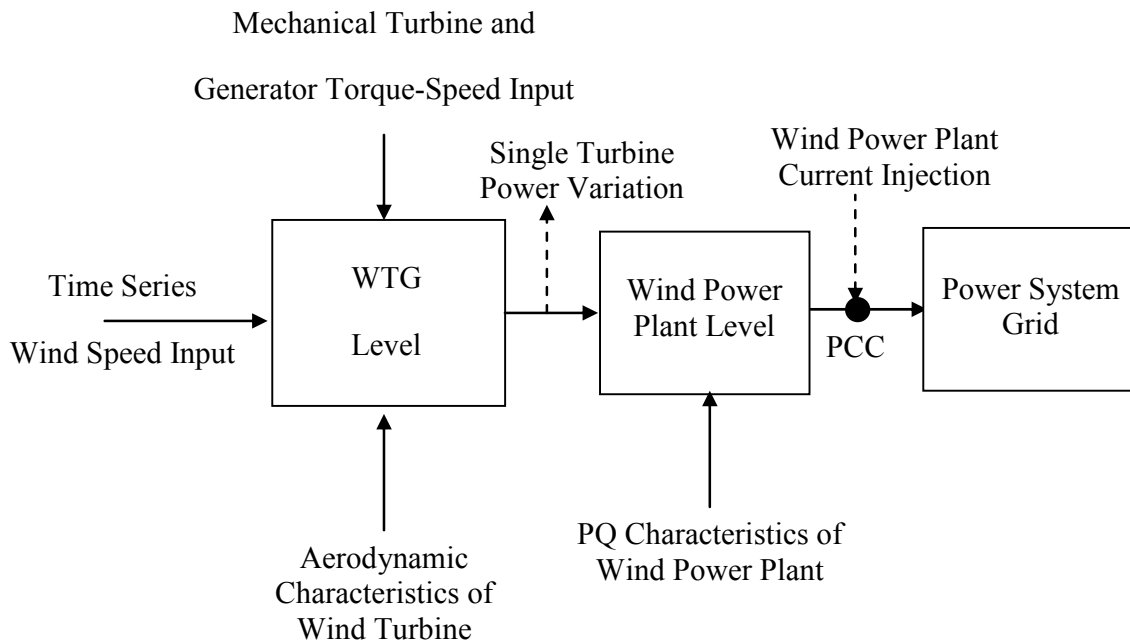 Mechanical Turbine and
Generator Torque-Speed Input
Single Turbine
Power Variation
Wind Power Plant
Current Injection
Time Series
Wind Speed Input
WTG
Level
Wind Power
Plant Level
PCC
Power System
Grid
Aerodynamic
Characteristics of
Wind Turbine
PQ Characteristics of
Wind Power Plant